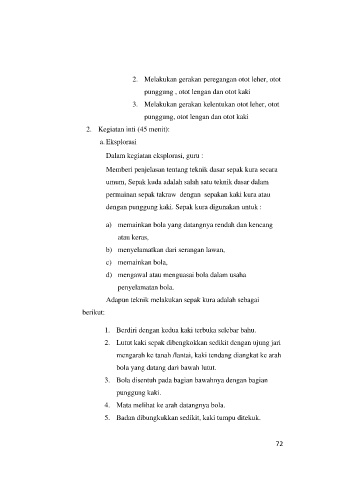 2. Melakukan gerakan peregangan otot leher, otot
punggung , otot lengan dan otot kaki
3. Melakukan gerakan kelentukan otot leher, otot
punggung, otot lengan dan otot kaki
2. Kegiatan inti (45 menit):
a. Eksplorasi
Dalam kegiatan eksplorasi, guru :
Memberi penjelasan tentang teknik dasar sepak kura secara
umum, Sepak kuda adalah salah satu teknik dasar dalam
permainan sepak takraw dengan sepakan kaki kura atau
dengan punggung kaki. Sepak kura digunakan untuk :
a) memainkan bola yang datangnya rendah dan kencang
atau keras,
b) menyelamatkan dari serangan lawan,
c) memainkan bola,
d) mengawal atau menguasai bola dalam usaha
penyelamatan bola.
Adapun teknik melakukan sepak kura adalah sebagai
berikut:
1. Berdiri dengan kedua kaki terbuka selebar bahu.
2. Lutut kaki sepak dibengkokkan sedikit dengan ujung jari
mengarah ke tanah /lantai, kaki tendang diangkat ke arah
bola yang datang dari bawah lutut.
3. Bola disentuh pada bagian bawahnya dengan bagian
punggung kaki.
4. Mata melihat ke arah datangnya bola.
5. Badan dibungkukkan sedikit, kaki tumpu ditekuk.
72